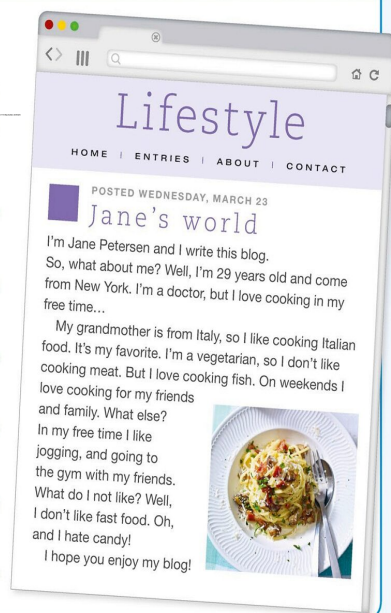 Lifestyle
HOME | ENTRIES | ABOUT | CONTACT
POSTED WEDNESDAY, MARCH 23
Jane's world
I'm Jane Petersen and I write this blog.
So, what about me? Well, I'm 29 years old and come
from New York. I'm a doctor, but I love cooking in my
free time...
My grandmother is from Italy, so I like cooking Italian
food. It's my favorite. I'm a vegetarian, so I don't like
cooking meat. But I love cooking fish. On weekends I
love cooking for my friends
and family. What else?
In my free time I like
jogging, and going to
the gym with my friends.
What do I not like? Well,
I don't like fast food. Oh,
and I hate candy!
I hope you enjoy my blog!